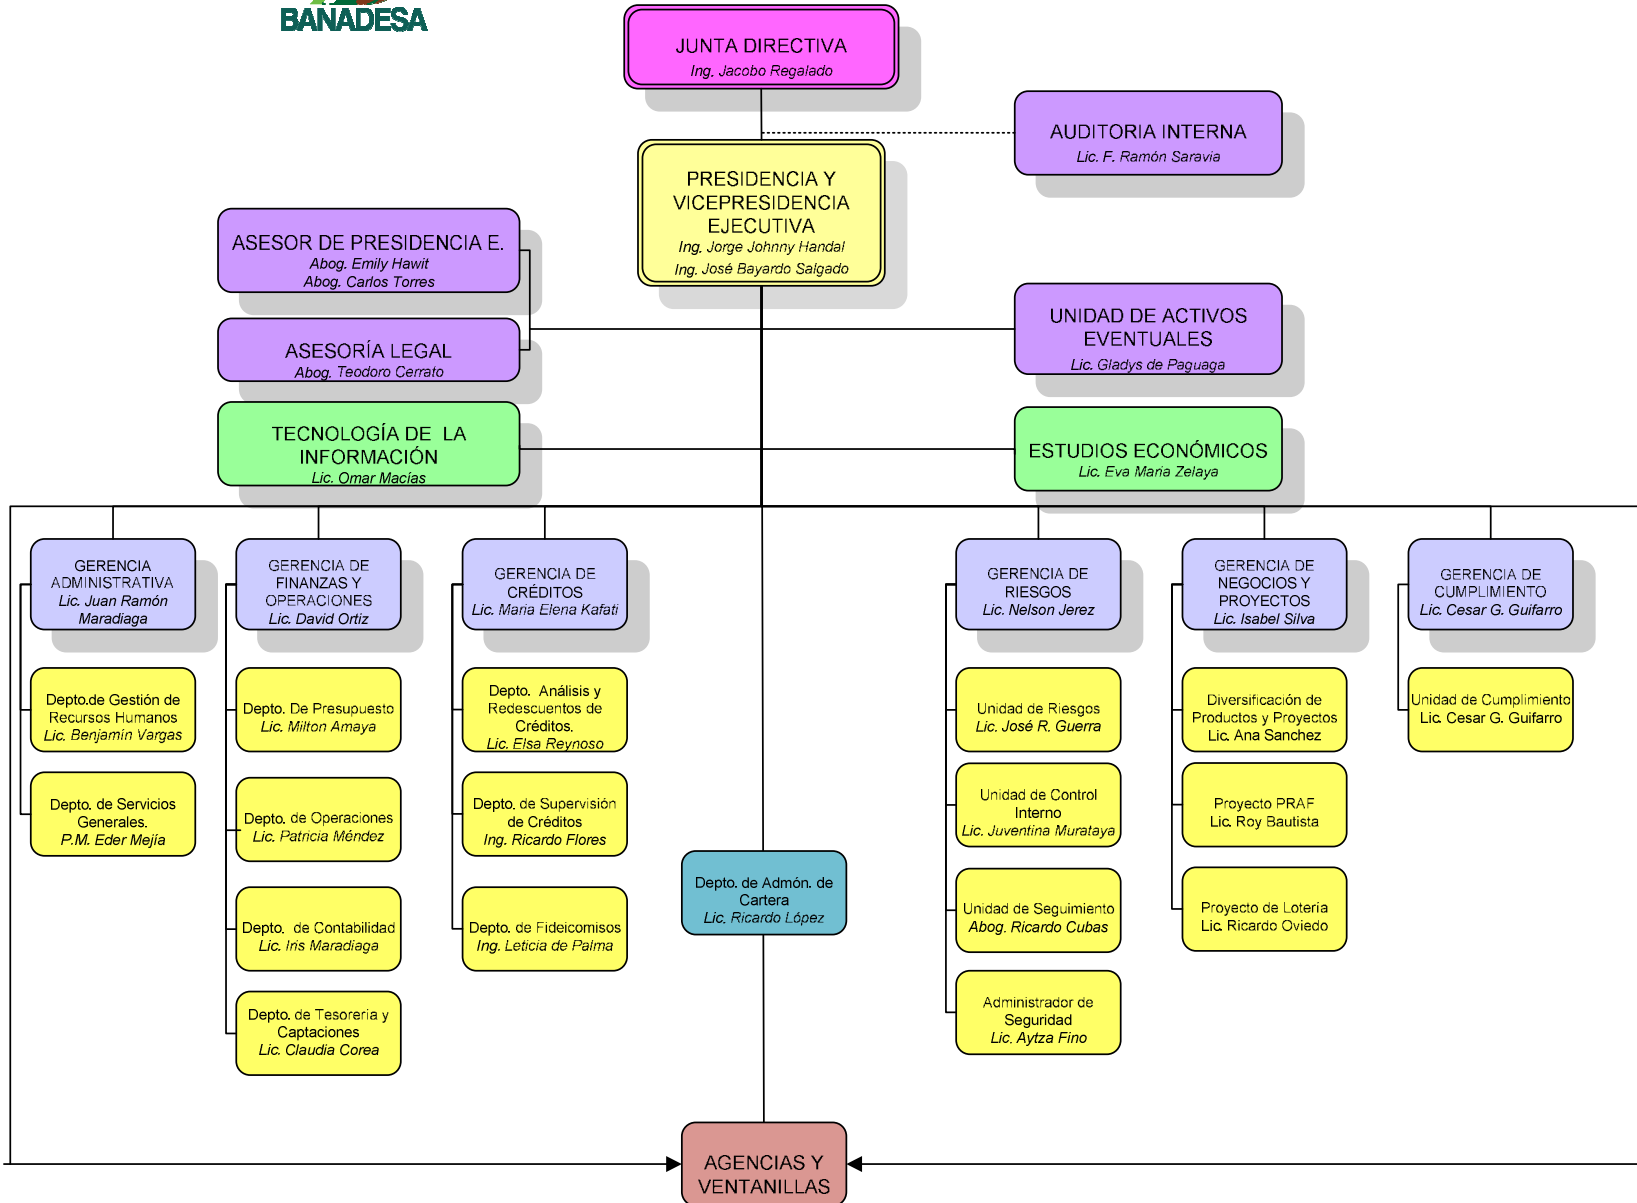 BANADESA
JUNTA DIRECTIVA
Ing. Jacobo Regalado
AUDITORIA INTERNA
Lic. F. Ramón Saravia
PRESIDENCIA Y
VICEPRESIDENCIA
EJECUTIVA
Ing. Jorge Johnny Handal
Ing. José Bayardo Salgado
ASESOR DE PRESIDENCIA E.
Abog. Emily Hawit
Abog. Carlos Torres
UNIDAD DE ACTIVOS
EVENTUALES
Lic. Gladys de Paguaga
ASESORÍA LEGAL
Abog. Teodoro Cerrato
TECNOLOGÍA DE LA
INFORMACIÓN
Lic. Omar Macías
ESTUDIOS ECONÓMICOS
Lic. Eva Maria Zelaya
GERENCIA
ADMINISTRATIVA
Lic. Juan Ramón
Maradiaga
GERENCIA DE
FINANZAS Y
OPERACIONES
Lic. David Ortiz
GERENCIA DE
CRÉDITOS
Lic. Maria Elena Kafati
GERENCIA DE
RIESGOS
Lic. Nelson Jerez
GERENCIA DE
NEGOCIOS Y
PROYECTOS
Lic. Isabel Silva
GERENCIA DE
CUMPLIMIENTO
Lic. Cesar G. Guifarro
Depto.de Gestión de
Recursos Humanos
Lic. Benjamín Vargas
Depto. De Presupuesto
Lic. Milton Amaya
Depto. Análisis y
Redescuentos de
Créditos.
Lic. Elsa Reynoso
Unidad de Riesgos
Lic. José R. Guerra
Diversificación de
Productos y Proyectos
Lic. Ana Sanchez
Unidad de Cumplimiento
Lic. Cesar G. Guifarro
Depto. de Servicios
Generales.
P.M. Eder Mejía
Depto. de Operaciones
Lic. Patricia Méndez
Depto. de Supervisión
de Créditos
Ing. Ricardo Flores
Unidad de Control
Interno
Lic. Juventina Murataya
Proyecto PRAF
Lic. Roy Bautista
Depto. de Admón. de
Cartera
Lic. Ricardo López
Depto. de Contabilidad
Lic. Iris Maradiaga
Depto. de Fideicomisos
Ing. Leticia de Palma
Unidad de Seguimiento
Abog. Ricardo Cubas
Proyecto de Loteria
Lic. Ricardo Oviedo
Depto. de Tesoreria y
Captaciones
Lic. Claudia Corea
Administrador de
Seguridad
Lic. Aytza Fino
AGENCIAS Y
VENTANILLAS